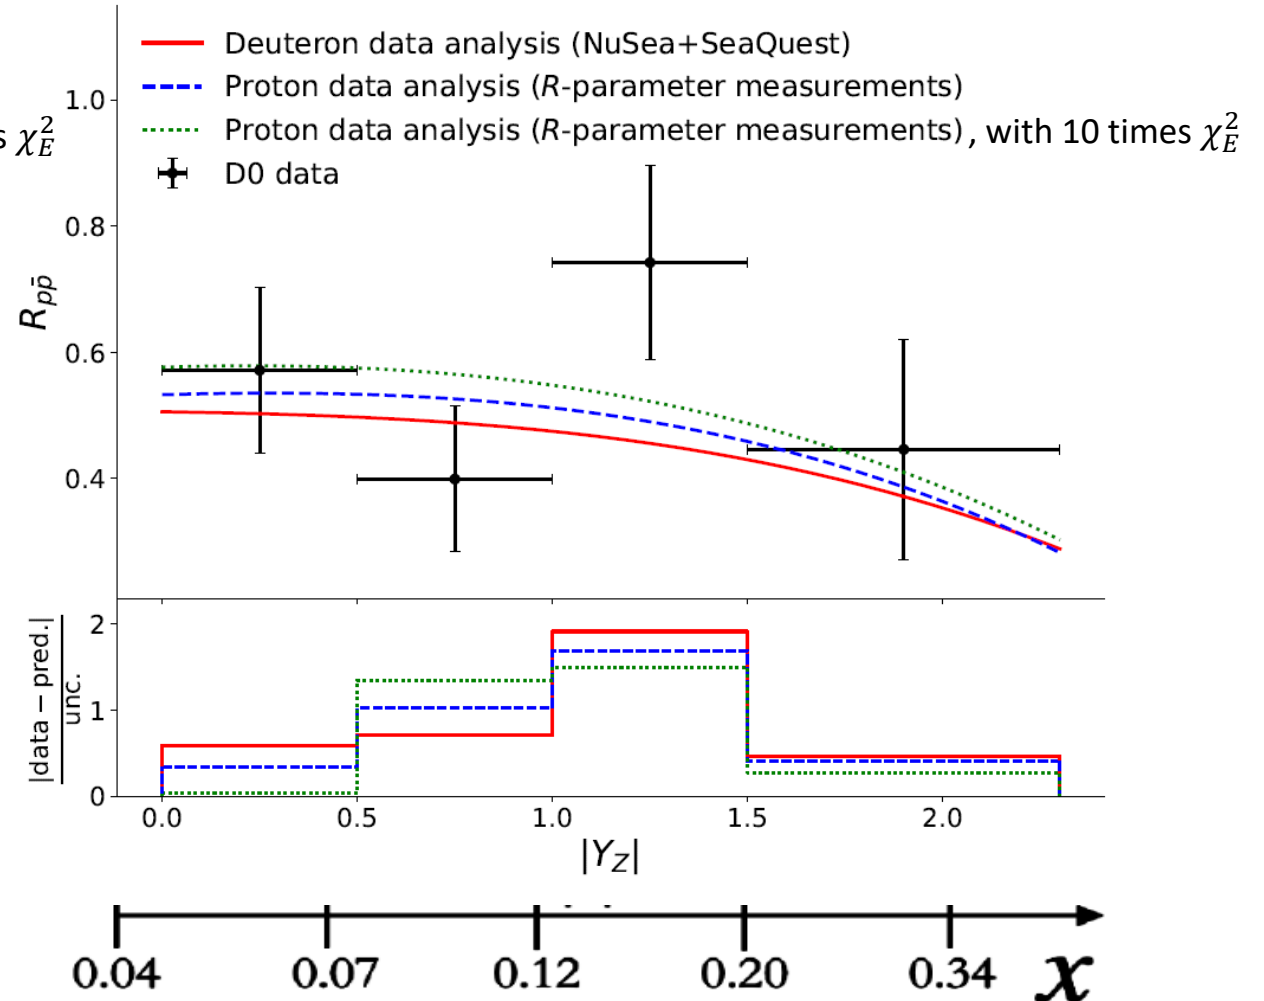 Deuteron data analysis (NuSea+SeaQuest)
Proton data analysis (R-parameter measurements)
s χ²_E
Proton data analysis (R-parameter measurements) , with 10 times χ²_E
D0 data
1.0
0.8
0.6
0.4
R_{pp̄}
2
1
0
|data − pred.|
unc.
0.0 0.5 1.0 1.5 2.0
|Y_Z|
0.04 0.07 0.12 0.20 0.34 x